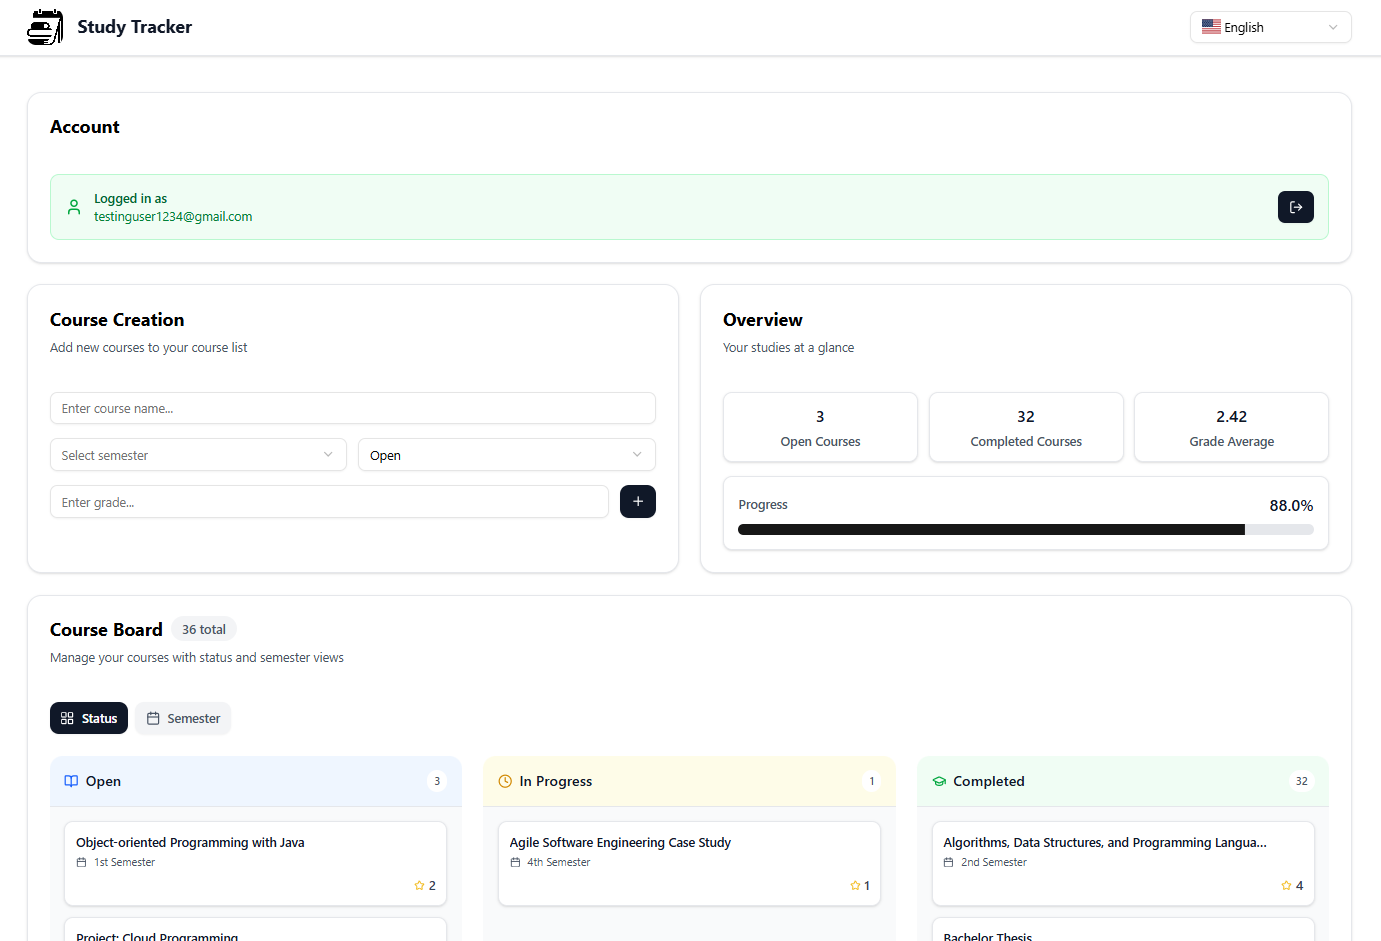 Study Tracker
English
Account
Logged in as
testinguser1234@gmail.com
Course Creation
Add new courses to your course list
Enter course name...
Select semester
Open
Enter grade...
Overview
Your studies at a glance
3
Open Courses
32
Completed Courses
2.42
Grade Average
Progress
88.0%
Course Board
36 total
Manage your courses with status and semester views
Status
Semester
Open
3
Object-oriented Programming with Java
1st Semester
2
Project: Cloud Programming
In Progress
1
Agile Software Engineering Case Study
4th Semester
1
Completed
32
Algorithms, Data Structures, and Programming Langua...
2nd Semester
4
Bachelor Thesis